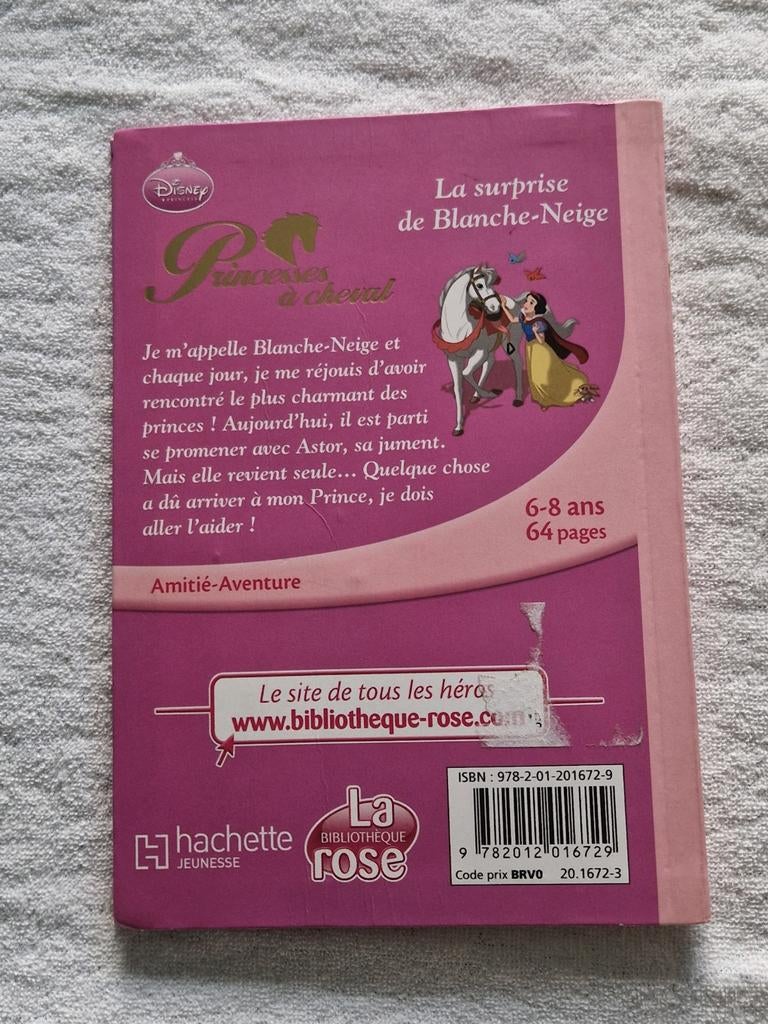 Disney
PRINCESS
La surprise
de Blanche-Neige
Princesses
à cheval
Je m'appelle Blanche-Neige et
chaque jour, je me réjouis d'avoir
rencontré le plus charmant des
princes ! Aujourd'hui, il est parti
se promener avec Astor, sa jument.
Mais elle revient seule... Quelque chose
a dû arriver à mon Prince, je dois
aller l'aider !
6-8 ans
64 pages
Amitié-Aventure
Le site de tous les héros
www.bibliotheque-rose.com
hachette
JEUNESSE
La
BIBLIOTHÈQUE
rose
ISBN : 978-2-01-201672-9
9 782012 016729
Code prix BRV0 20.1672-3